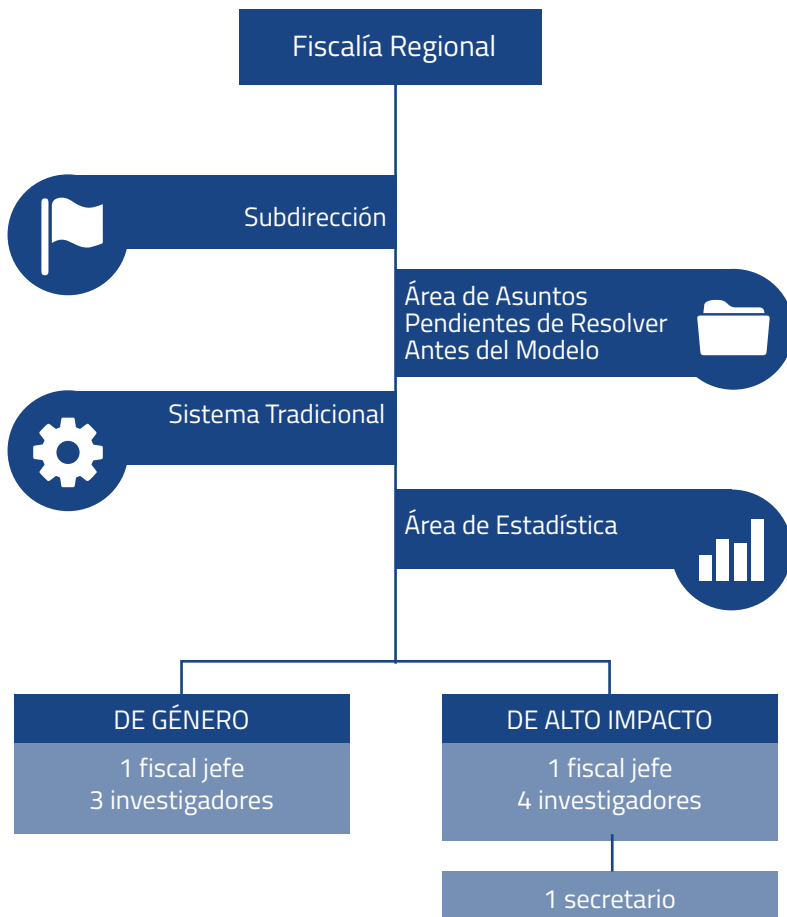 Fiscalía Regional
Subdirección
Área de Asuntos
Pendientes de Resolver
Antes del Modelo
Sistema Tradicional
Área de Estadística
DE GÉNERO
1 fiscal jefe
3 investigadores
DE ALTO IMPACTO
1 fiscal jefe
4 investigadores
1 secretario